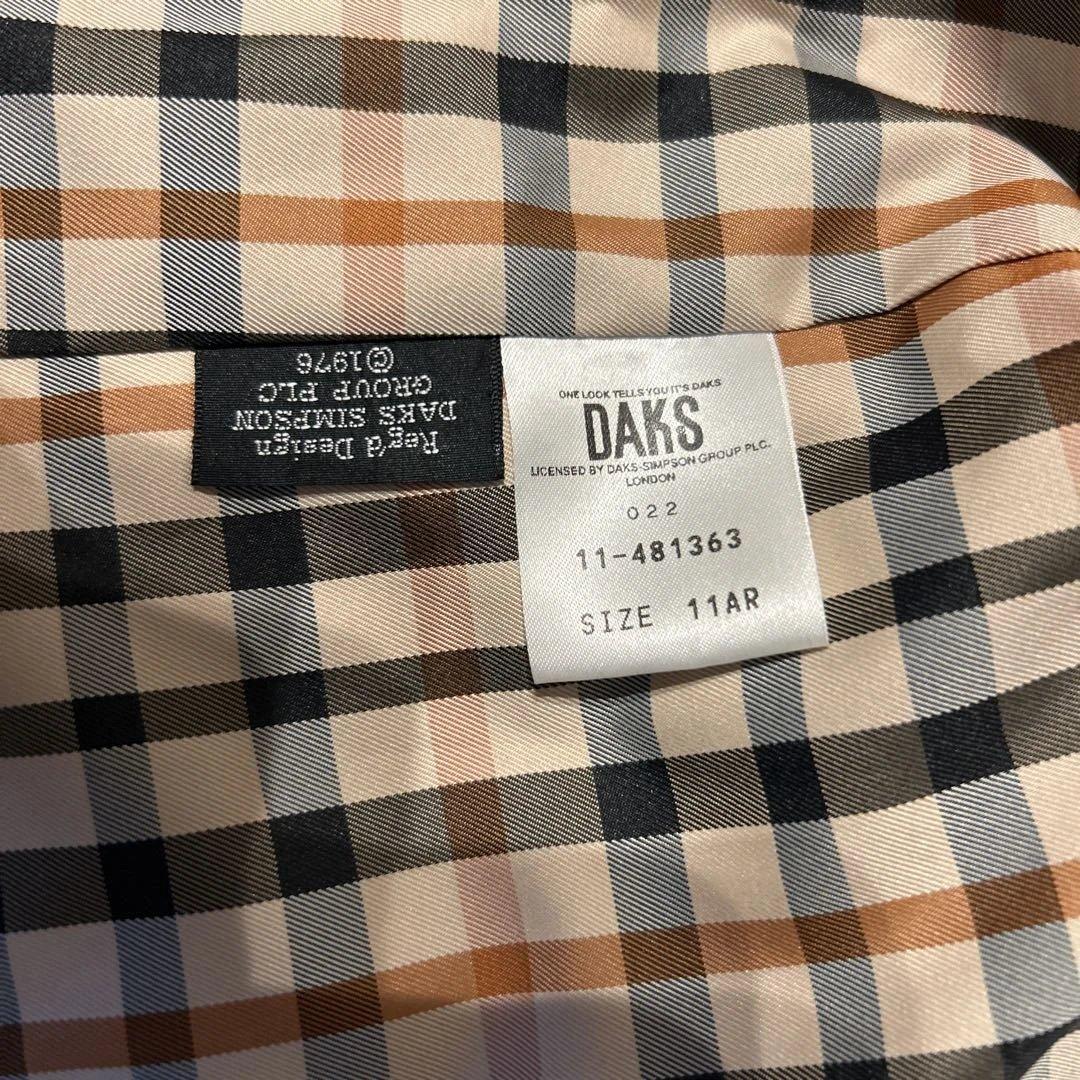 Reg'd Design
DAKS SIMPSON
GROUP PLC
©1976
ONE LOOK TELLS YOU IT'S DAKS
DAKS
LICENSED BY DAKS-SIMPSON GROUP PLC.
LONDON
022
11-481363
SIZE 11AR